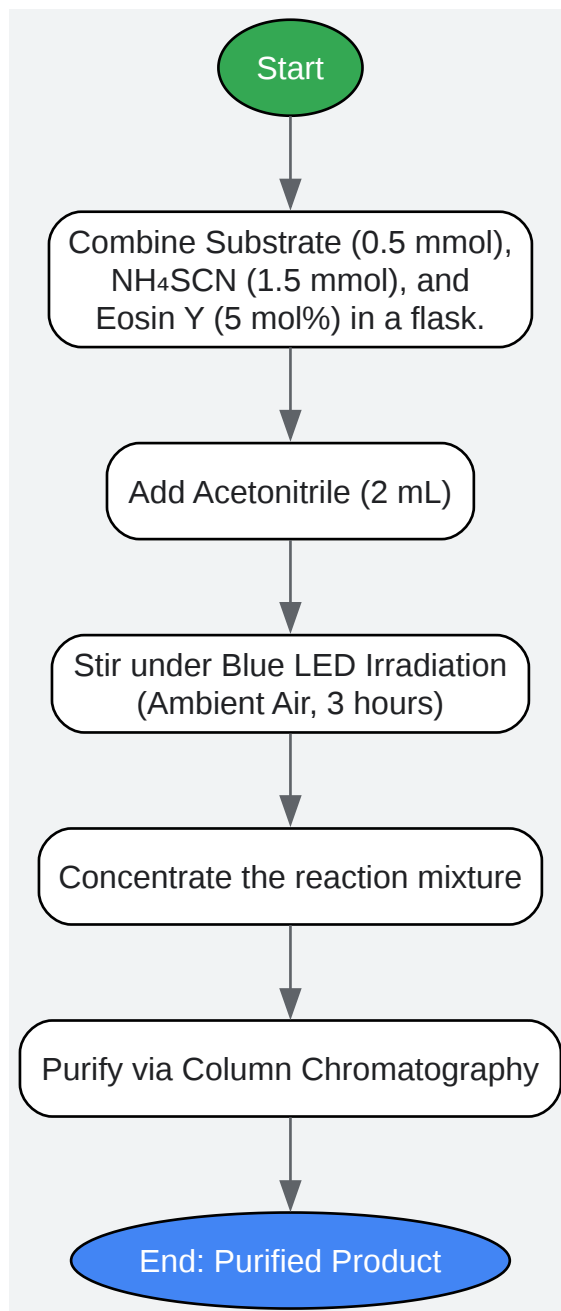 Start
Combine Substrate (0.5 mmol),
NH₄SCN (1.5 mmol), and
Eosin Y (5 mol%) in a flask.
Add Acetonitrile (2 mL)
Stir under Blue LED Irradiation
(Ambient Air, 3 hours)
Concentrate the reaction mixture
Purify via Column Chromatography
End: Purified Product